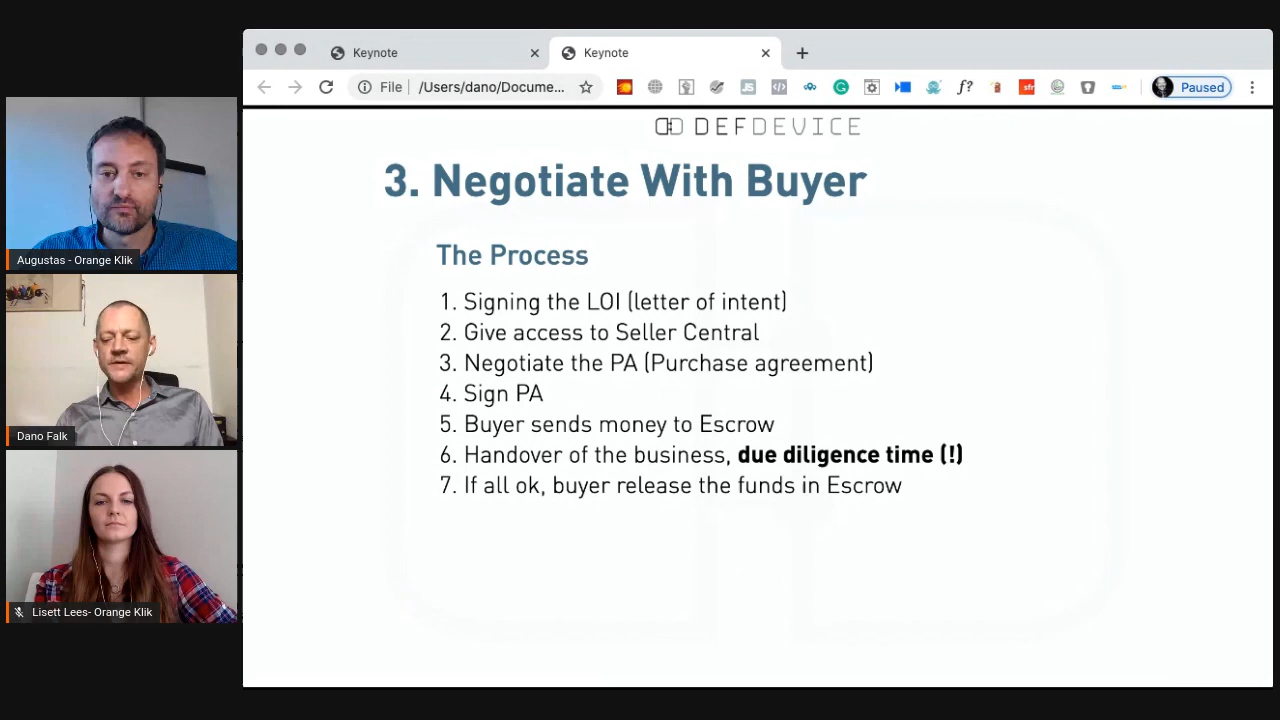 Keynote
Keynote
File
/Users/dano/Docume...
JS
f?
sfr
Paused
DEFDEVICE
3. Negotiate With Buyer
The Process
1. Signing the LOI (letter of intent)
2. Give access to Seller Central
3. Negotiate the PA (Purchase agreement)
4. Sign PA
5. Buyer sends money to Escrow
6. Handover of the business, due diligence time (!)
7. If all ok, buyer release the funds in Escrow
Augustas - Orange Klik
Dano Falk
Lisett Lees- Orange Klik